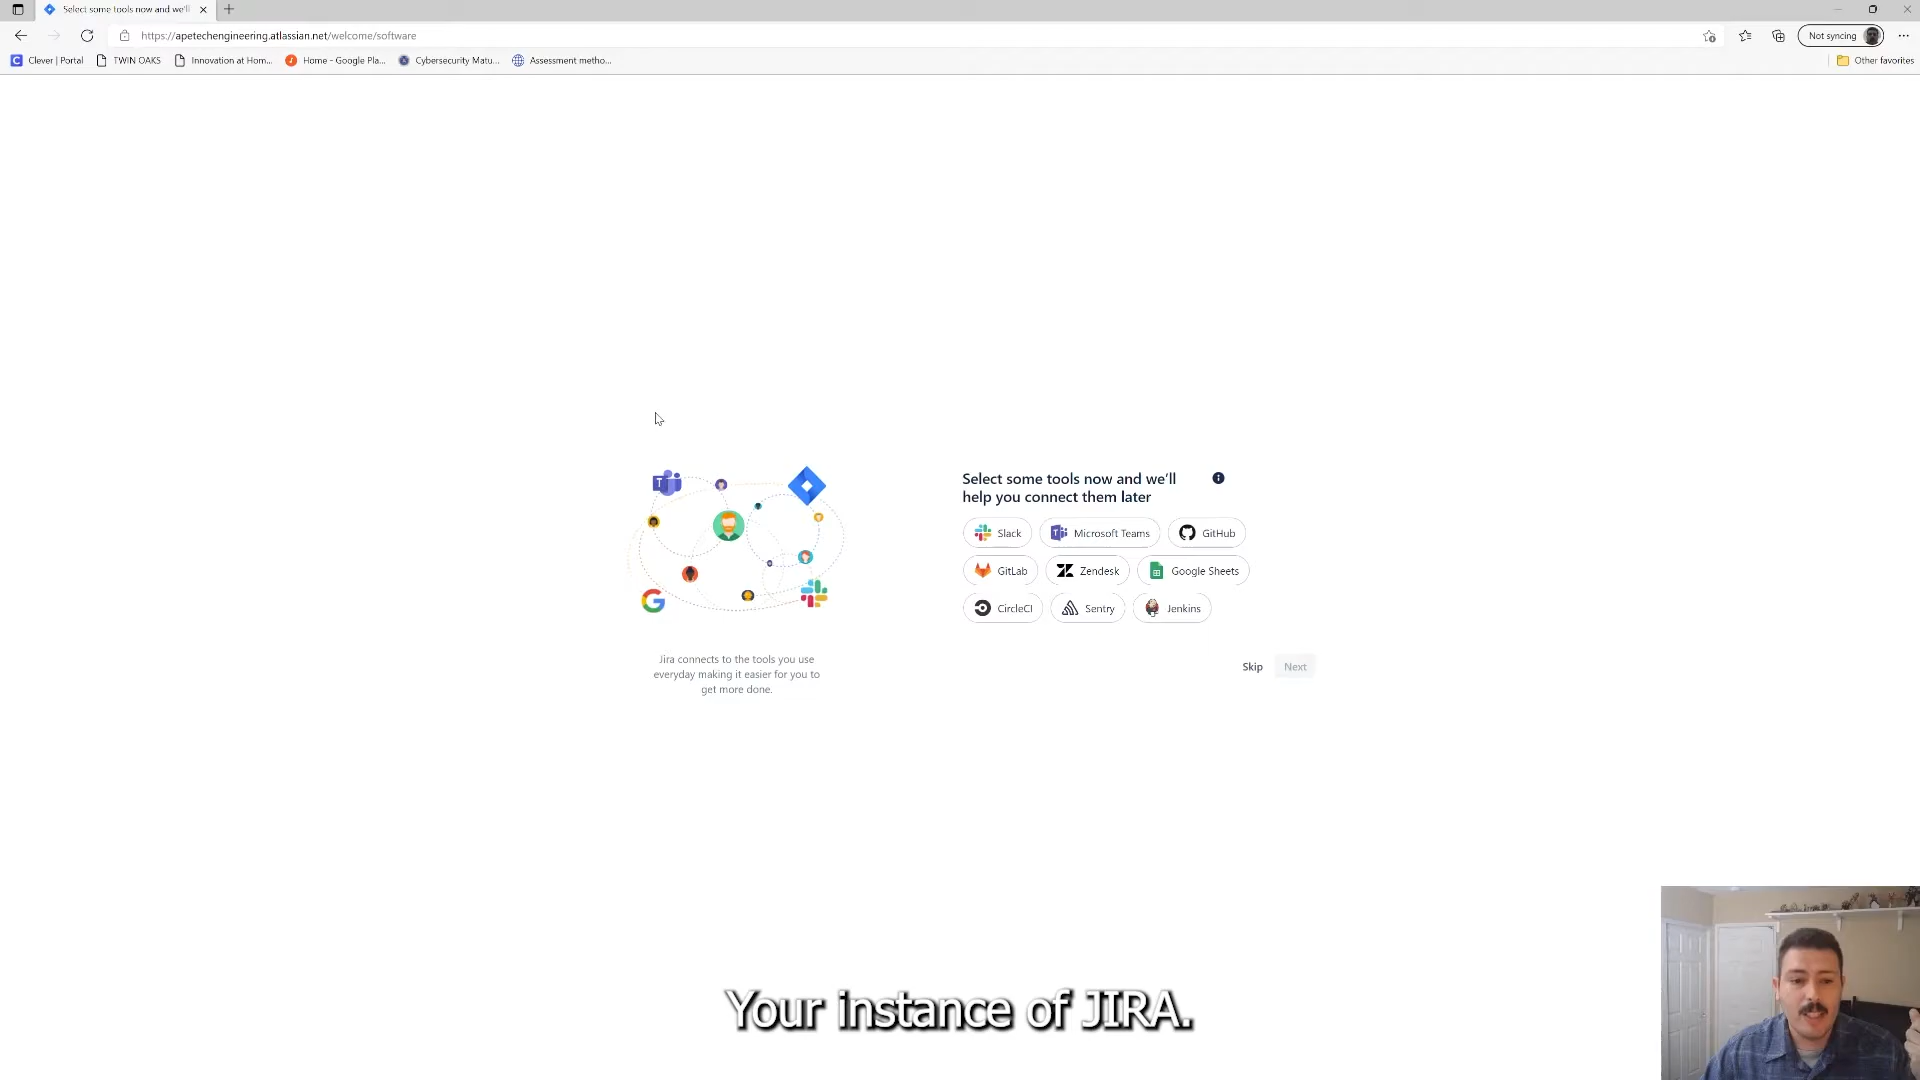 Select some tools now and we'll
https://apetechengineering.atlassian.net/welcome/software
Not syncing
Clever | Portal
TWIN OAKS
Innovation at Hom...
Home - Google Pla...
Cybersecurity Matu...
Assessment metho...
Other favorites
Select some tools now and we'll
help you connect them later
Slack
Microsoft Teams
GitHub
GitLab
Zendesk
Google Sheets
CircleCI
Sentry
Jenkins
Jira connects to the tools you use
everyday making it easier for you to
get more done.
Skip
Next
Your instance of JIRA.